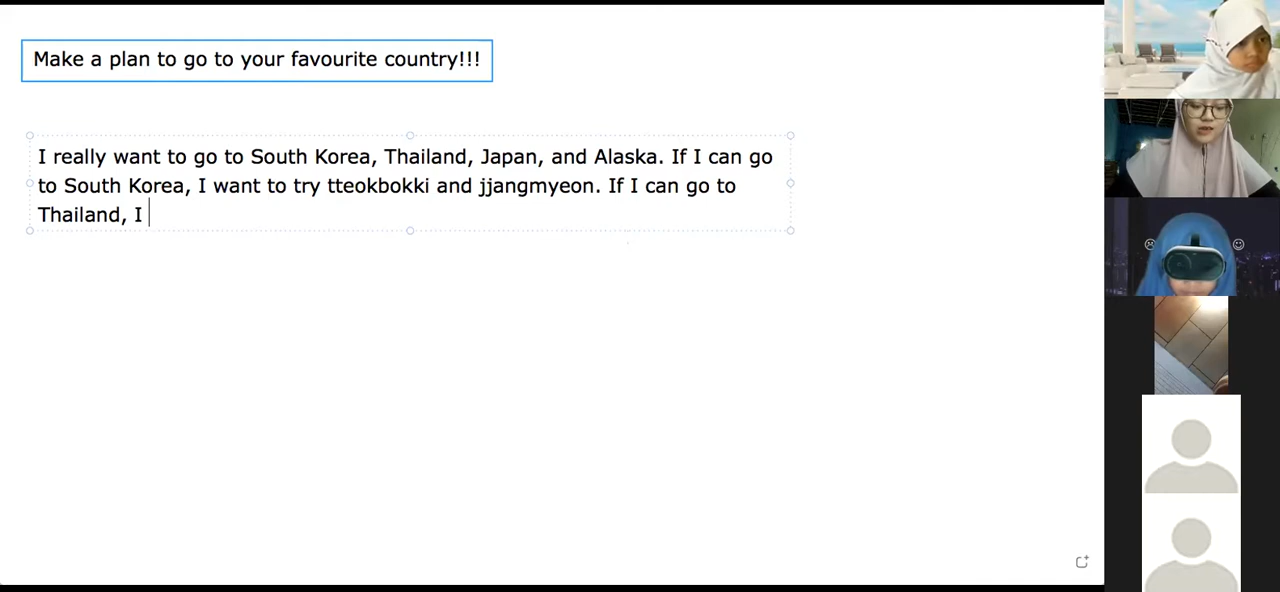 Make a plan to go to your favourite country!!!
I really want to go to South Korea, Thailand, Japan, and Alaska. If I can go
to South Korea, I want to try tteokbokki and jjangmyeon. If I can go to
Thailand, I